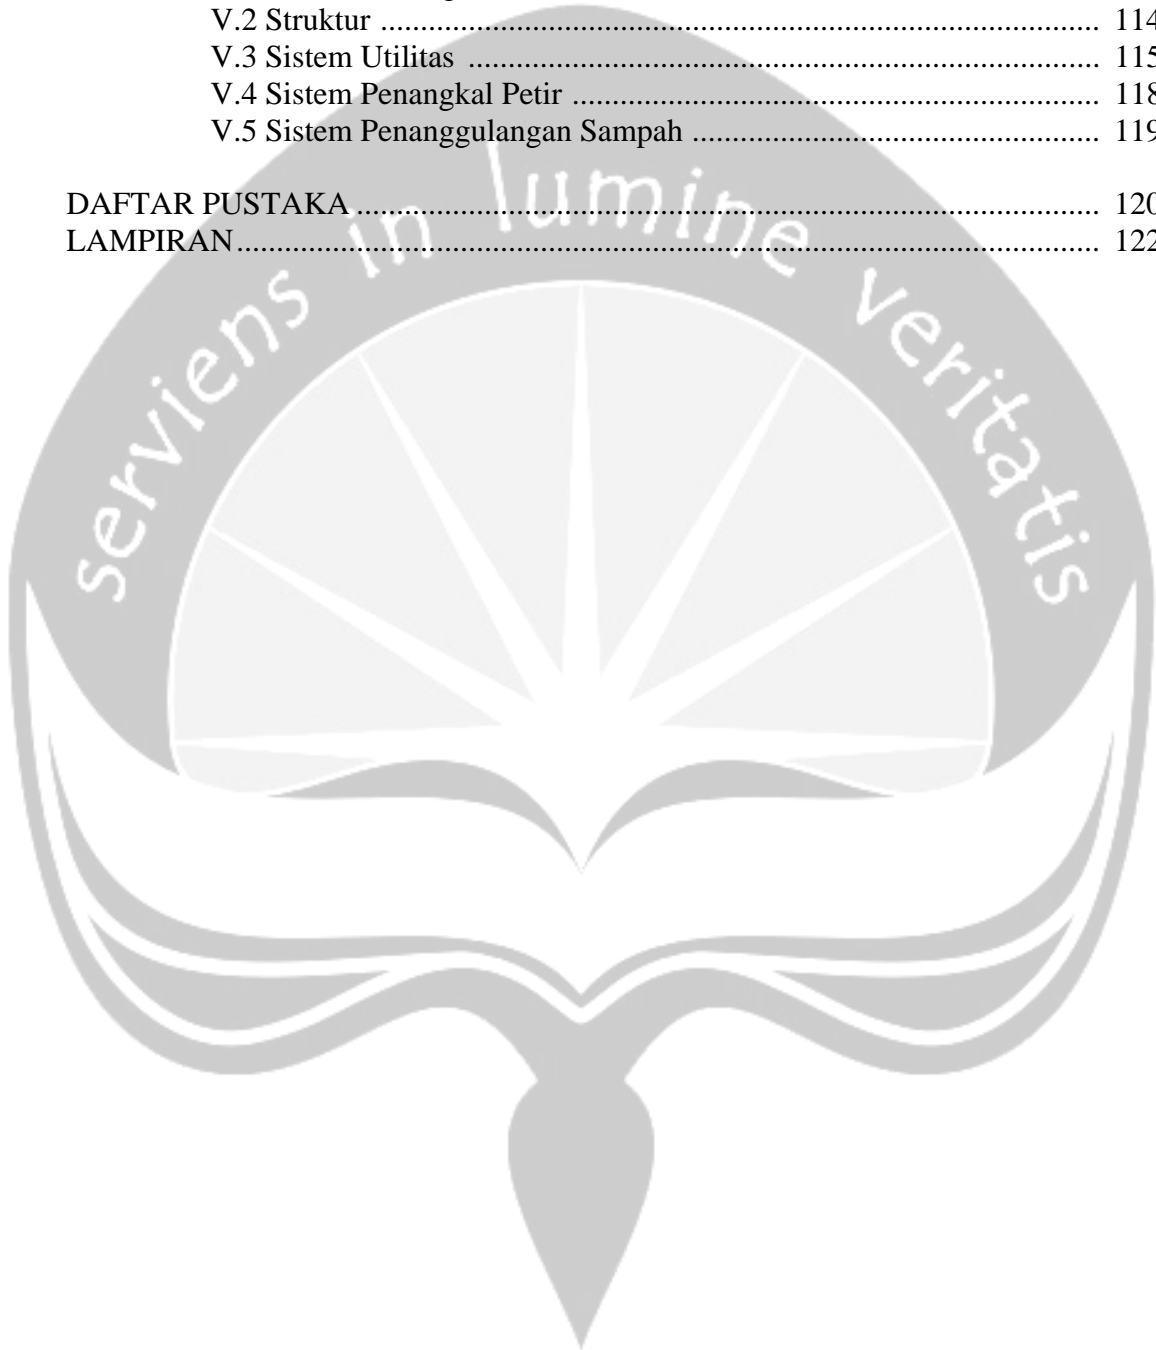 V.2 Struktur ........................................................................................... 114
V.3 Sistem Utilitas ................................................................................ 115
V.4 Sistem Penangkal Petir ................................................................... 118
V.5 Sistem Penanggulangan Sampah .................................................... 119
DAFTAR PUSTAKA .............................................................................................. 120
LAMPIRAN ............................................................................................................. 122
serviens in lumine veritatis